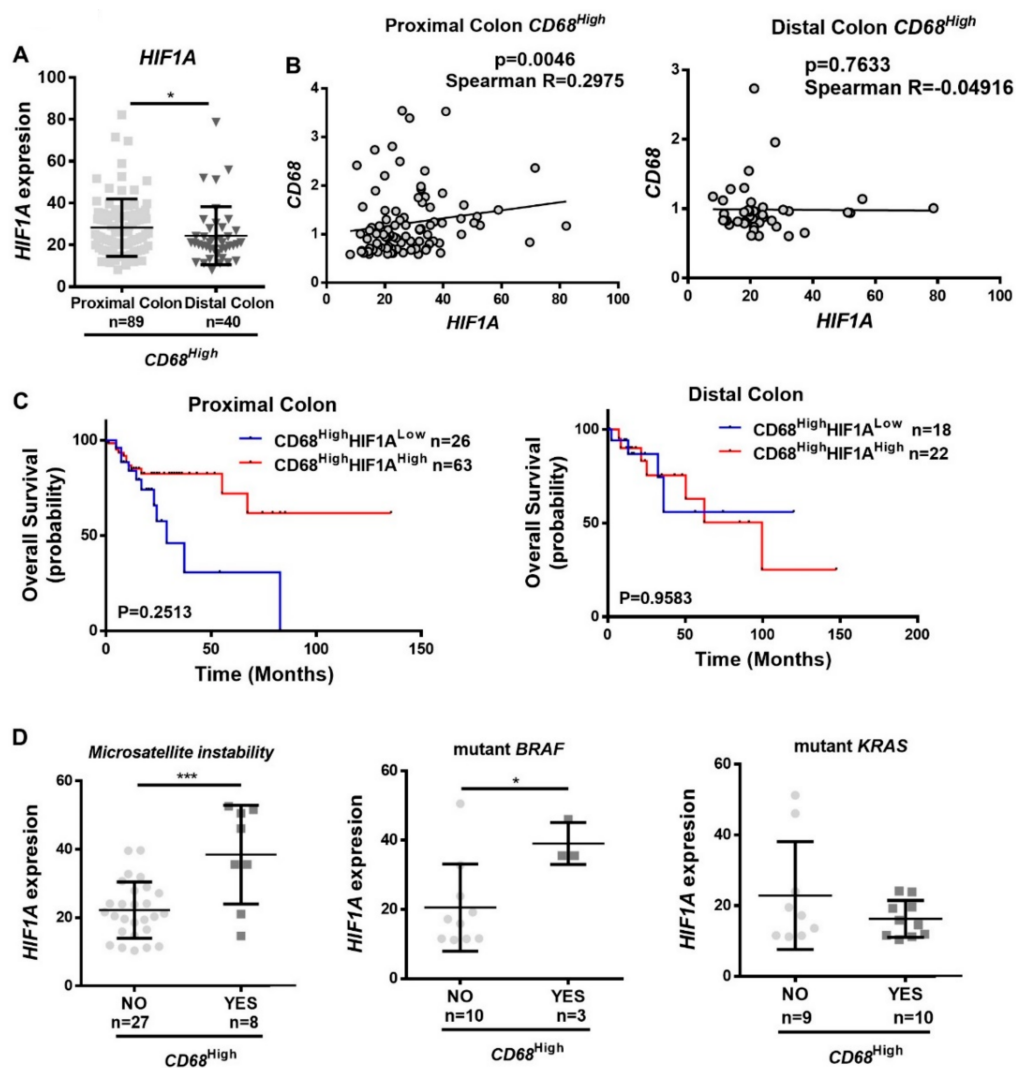 A
HIF1A
*
HIF1A expresion
100
80
60
40
20
0
Proximal Colon Distal Colon
n=89 n=40
CD68High
B
Proximal Colon CD68High
p=0.0046
Spearman R=0.2975
CD68
4
3
2
1
0
0 20 40 60 80 100
HIF1A
Distal Colon CD68High
p=0.7633
Spearman R=-0.04916
CD68
3
2
1
0
0 20 40 60 80 100
HIF1A
C
Proximal Colon
CD68HighHIF1ALow n=26
CD68HighHIF1AHigh n=63
Overall Survival
(probability)
100
50
0
P=0.2513
0 50 100 150
Time (Months)
Distal Colon
CD68HighHIF1ALow n=18
CD68HighHIF1AHigh n=22
Overall Survival
(probability)
100
50
0
P=0.9583
0 50 100 150 200
Time (Months)
D
Microsatellite instability
***
HIF1A expression
60
40
20
0
NO YES
n=27 n=8
CD68High
mutant BRAF
*
HIF1A expression
60
40
20
0
NO YES
n=10 n=3
CD68High
mutant KRAS
HIF1A expression
60
40
20
0
NO YES
n=9 n=10
CD68High